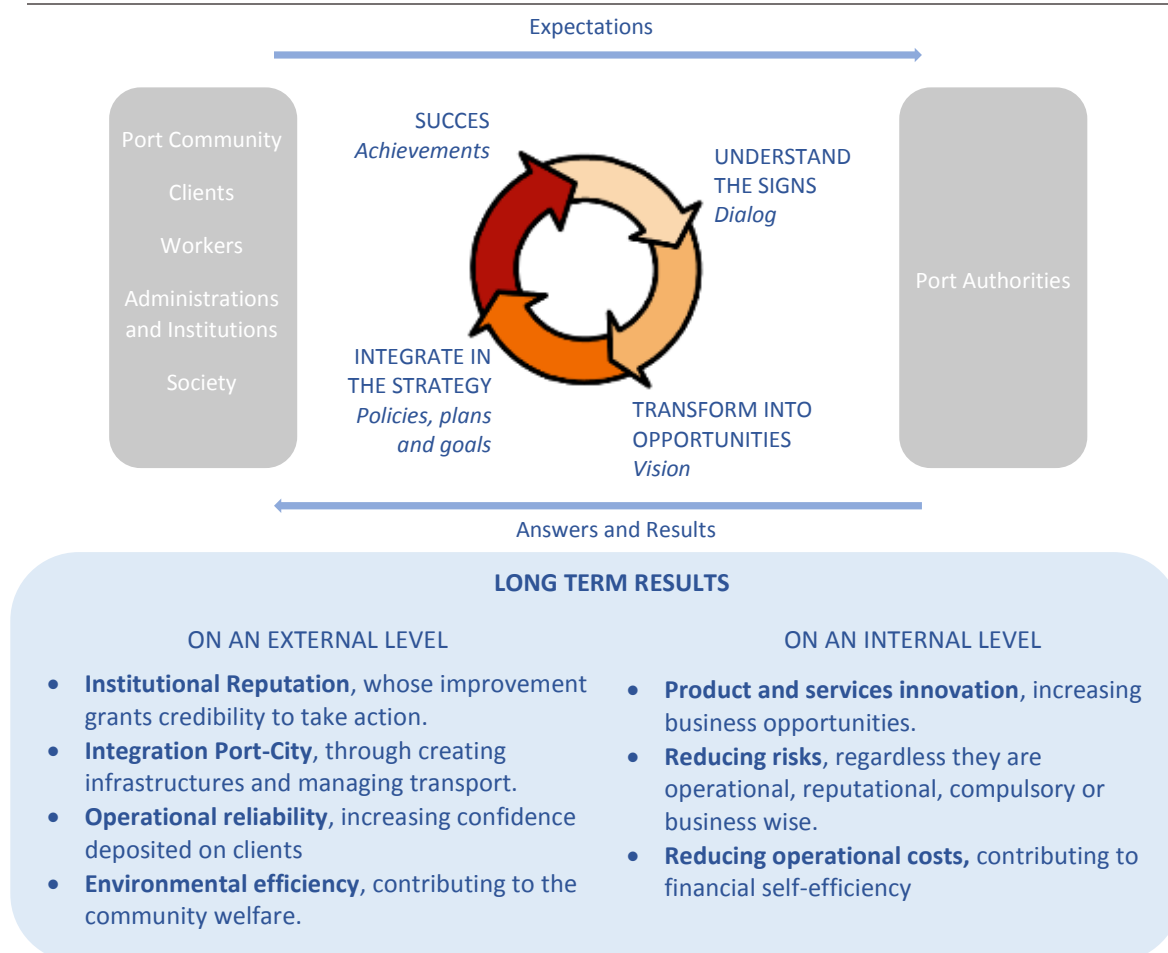 Expectations
Port Community
Clients
Workers
Administrations
and Institutions
Society
SUCCES
Achievements
UNDERSTAND
THE SIGNS
Dialog
INTEGRATE IN
THE STRATEGY
Policies, plans
and goals
TRANSFORM INTO
OPPORTUNITIES
Vision
Port Authorities
Answers and Results
LONG TERM RESULTS
ON AN EXTERNAL LEVEL
• Institutional Reputation, whose improvement
grants credibility to take action.
• Integration Port-City, through creating
infrastructures and managing transport.
• Operational reliability, increasing confidence
deposited on clients
• Environmental efficiency, contributing to the
community welfare.
ON AN INTERNAL LEVEL
• Product and services innovation, increasing
business opportunities.
• Reducing risks, regardless they are
operational, reputational, compulsory or
business wise.
• Reducing operational costs, contributing to
financial self-efficiency